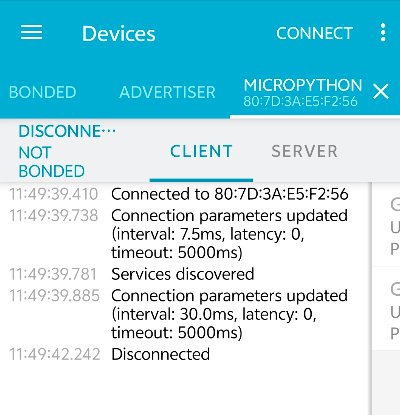 Devices
CONNECT
BONDED
ADVERTISER
MICROPYTHON
80:7D:3A:E5:F2:56
DISCONNE…
NOT
BONDED
CLIENT
SERVER
11:49:39.410 Connected to 80:7D:3A:E5:F2:56
11:49:39.738 Connection parameters updated
(interval: 7.5ms, latency: 0,
timeout: 5000ms)
11:49:39.781 Services discovered
11:49:39.885 Connection parameters updated
(interval: 30.0ms, latency: 0,
timeout: 5000ms)
11:49:42.242 Disconnected
G
U
P
G
U
P